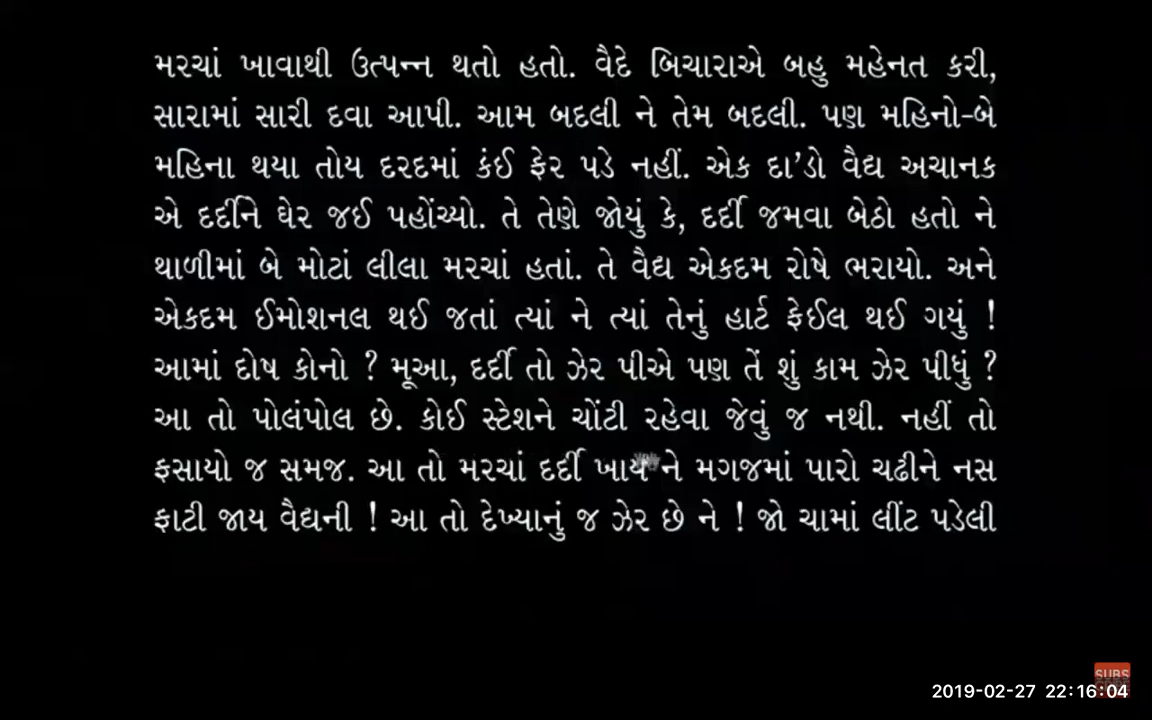 મરચાં ખાવાથી ઉત્પન્ન થતો હતો. વૈદે બિચારાએ બહુ મહેનત કરી,
સારામાં સારી દવા આપી. આમ બદલી ને તેમ બદલી. પણ મહિનો-બે
મહિના થયા તોય દરદમાં કંઈ ફેર પડે નહીં. એક દા’ડો વૈદ્ય અચાનક
એ દર્દીને ઘેર જઈ પહોંચ્યો. તે તેણે જોયું કે, દર્દી જમવા બેઠો હતો ને
થાળીમાં બે મોટાં લીલા મરચાં હતાં. તે વૈદ્ય એકદમ રોષે ભરાયો. અને
એકદમ ઈમોશનલ થઈ જતાં ત્યાં ને ત્યાં તેનું હાર્ટ ફેઈલ થઈ ગયું !
આમાં દોષ કોનો ? મૂઆ, દર્દી તો ઝેર પીએ પણ તેં શું કામ ઝેર પીધું ?
આ તો પોલંપોલ છે. કોઈ સ્ટેશને ચોંટી રહેવા જેવું જ નથી. નહીં તો
ફસાયો જ સમજ. આ તો મરચાં દર્દી ખાય ને મગજમાં પારો ચઢીને નસ
ફાટી જાય વૈદ્યની ! આ તો દેખ્યાનું જ ઝેર છે ને ! જો ચામાં લીંટ પડેલી
SUBS
2019-02-27 22:16:04